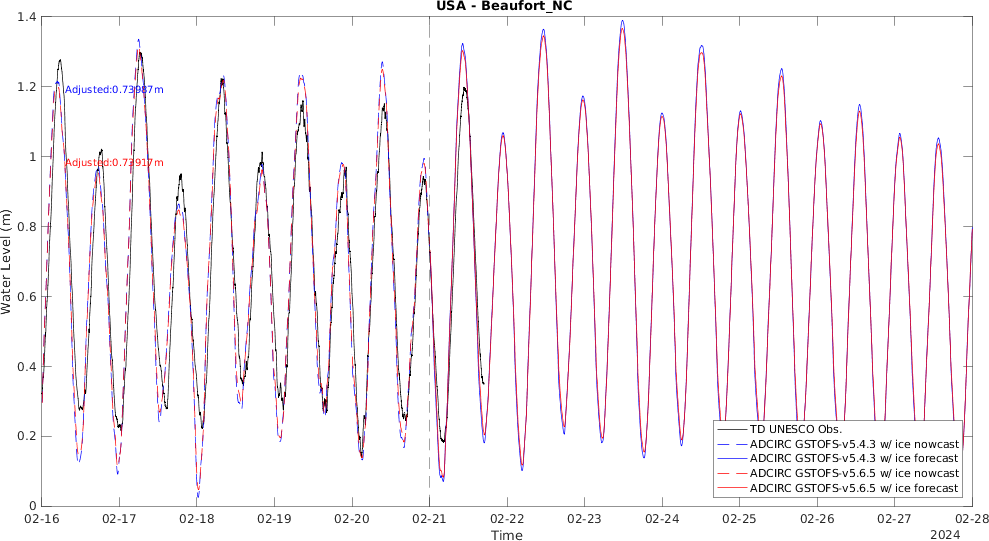 USA - Beaufort_NC
1.4
1.2
1
0.8
0.6
0.4
0.2
0
Water Level (m)
Adjusted:0.73987m
Adjusted:0.73917m
TD UNESCO Obs.
ADCIRC GSTOFS-v5.4.3 w/ ice nowcast
ADCIRC GSTOFS-v5.4.3 w/ ice forecast
ADCIRC GSTOFS-v5.6.5 w/ ice nowcast
ADCIRC GSTOFS-v5.6.5 w/ ice forecast
02-16 02-17 02-18 02-19 02-20 02-21 02-22 02-23 02-24 02-25 02-26 02-27 02-28
Time
2024